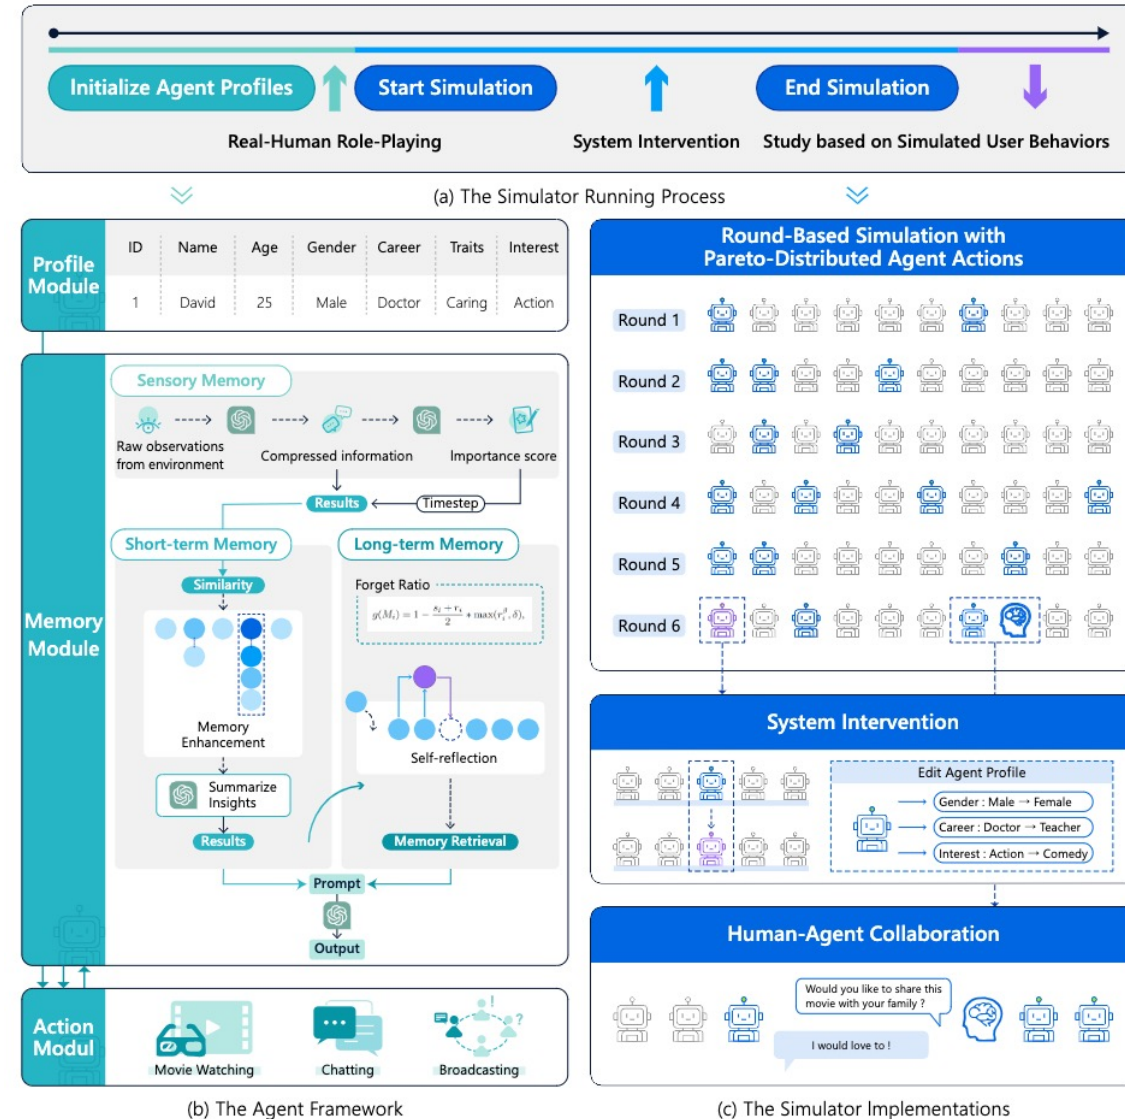 Initialize Agent Profiles
Start Simulation
End Simulation
Real-Human Role-Playing
System Intervention
Study based on Simulated User Behaviors
(a) The Simulator Running Process
Profile
Module
ID Name Age Gender Career Traits Interest
1 David 25 Male Doctor Caring Action
Memory
Module
Sensory Memory
Raw observations
from environment
Compressed information
Importance score
Results
Timestep
Short-term Memory
Similarity
Memory
Enhancement
Summarize
Insights
Results
Long-term Memory
Forget Ratio
g(M_i) = 1 − (s_i + r_i)/2 * max(r_i^β, δ),
Self-reflection
Memory Retrieval
Prompt
Output
Action
Modul
Movie Watching
Chatting
! ?
Broadcasting
(b) The Agent Framework
Round-Based Simulation with
Pareto-Distributed Agent Actions
Round 1
Round 2
Round 3
Round 4
Round 5
Round 6
System Intervention
Edit Agent Profile
Gender : Male → Female
Career : Doctor → Teacher
Interest : Action → Comedy
Human-Agent Collaboration
Would you like to share this
movie with your family ?
I would love to !
(c) The Simulator Implementations